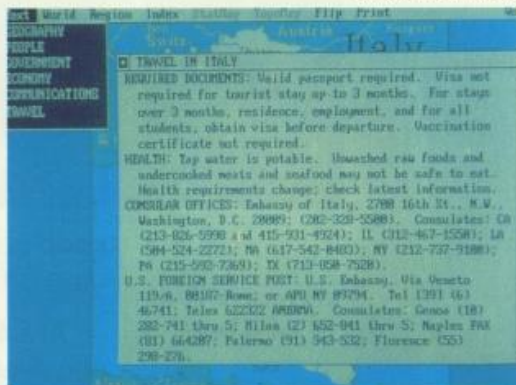 Text World Region Index StatMap TopoMap Flip Print
GEOGRAPHY
PEOPLE
GOVERNMENT
ECONOMY
COMMUNICATIONS
TRAVEL
Switz
Austria
Italy
TRAVEL IN ITALY
REQUIRED DOCUMENTS: Valid passport required. Visa not
required for tourist stay up to 3 months. For stays
over 3 months, residence, employment, and for all
students, obtain visa before departure. Vaccination
certificate not required.
HEALTH: Tap water is potable. Unwashed raw foods and
undercooked meats and seafood may not be safe to eat.
Health requirements change; check latest information.
CONSULAR OFFICES: Embassy of Italy, 2700 16th St., N.W.,
Washington, D.C. 20009; (202-328-5500). Consulates: CA
(213-826-5998 and 415-931-4924); IL (312-467-1550); LA
(504-524-2272); MA (617-542-0483); NY (212-737-9100);
PA (215-592-7369); TX (713-850-7520).
U.S. FOREIGN SERVICE POST: U.S. Embassy, Via Veneto
119/A, 00187-Rome; or APO NY 09794. Tel [39] (6)
46741; Telex 622322 AMBRMA. Consulates: Genoa (10)
282-741 thru 5; Milan (2) 652-841 thru 5; Naples FAX
(81) 664207; Palermo (91) 343-532; Florence (55)
298-276.